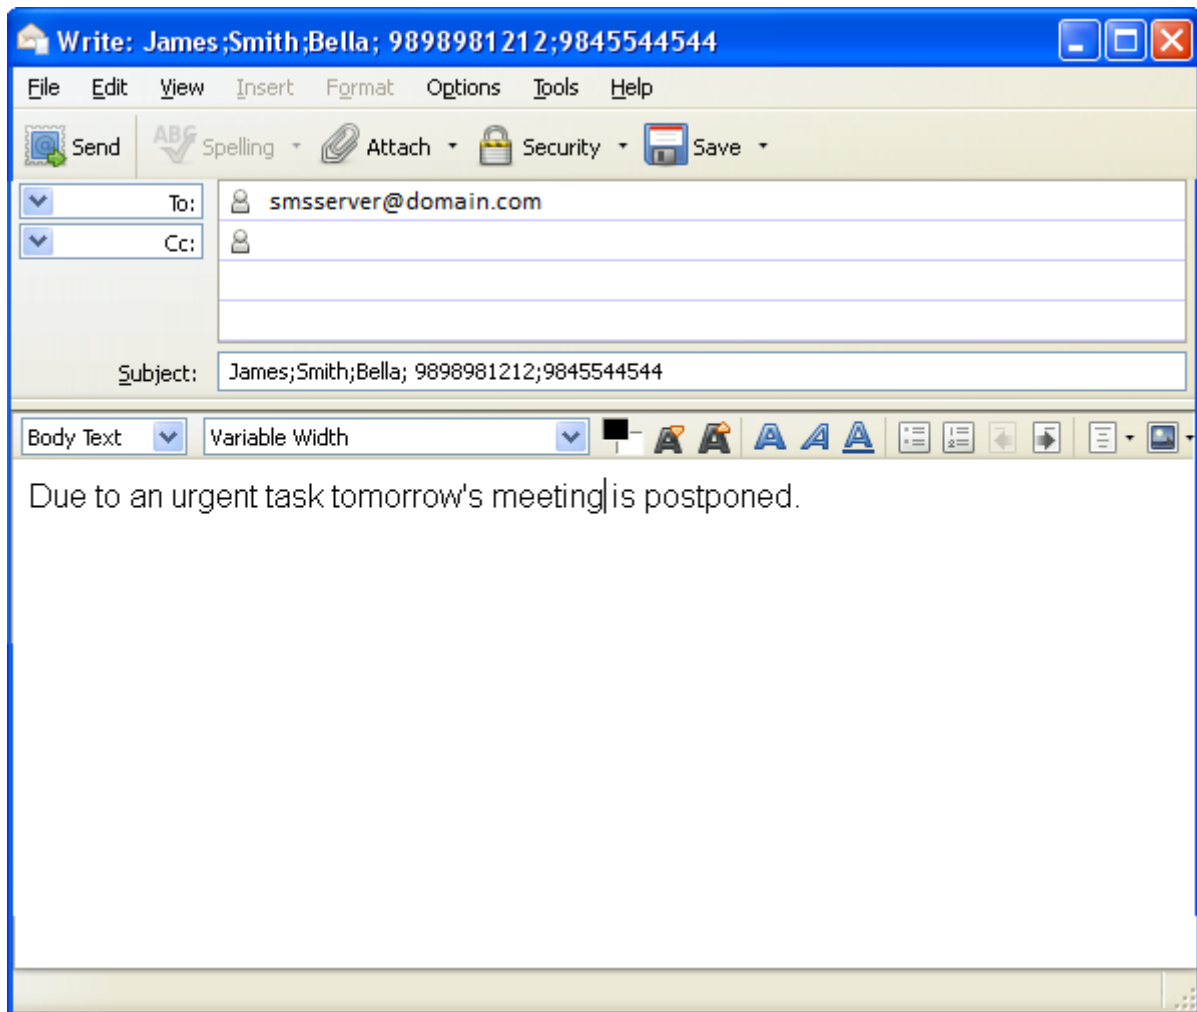 Write: James;Smith;Bella; 9898981212;9845544544
File Edit View Insert Format Options Tools Help
Send ABC Spelling Attach Security Save
To: smsserver@domain.com
Cc:
Subject: James;Smith;Bella; 9898981212;9845544544
Body Text Variable Width
Due to an urgent task tomorrow's meeting is postponed.